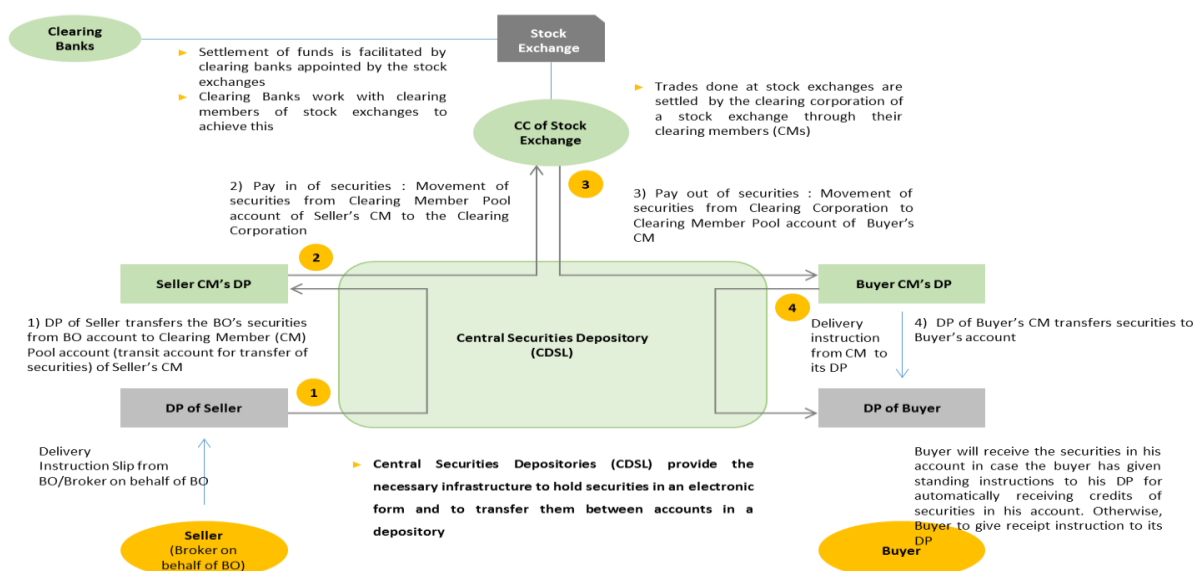 Clearing
Banks
Stock
Exchange
► Settlement of funds is facilitated by
clearing banks appointed by the stock
exchanges
► Clearing Banks work with clearing
members of stock exchanges to
achieve this
► Trades done at stock exchanges are
settled by the clearing corporation of
a stock exchange through their
clearing members (CMs)
CC of Stock
Exchange
2) Pay in of securities : Movement of
securities from Clearing Member Pool
account of Seller's CM to the Clearing
Corporation
3
3) Pay out of securities : Movement of
securities from Clearing Corporation to
Clearing Member Pool account of Buyer's
CM
2
Seller CM's DP
Buyer CM's DP
4
1) DP of Seller transfers the BO's securities
from BO account to Clearing Member (CM)
Pool account (transit account for transfer of
securities) of Seller's CM
Central Securities Depository
(CDSL)
Delivery
instruction
from CM to
its DP
4) DP of Buyer's CM transfers securities to
Buyer's account
1
DP of Seller
DP of Buyer
Delivery
Instruction Slip from
BO/Broker on behalf of BO
► Central Securities Depositories (CDSL) provide the
necessary infrastructure to hold securities in an electronic
form and to transfer them between accounts in a
depository
Buyer will receive the securities in his
account in case the buyer has given
standing instructions to his DP for
automatically receiving credits of
securities in his account. Otherwise,
Buyer to give receipt instruction to its
DP
Seller
(Broker on
behalf of BO)
Buyer